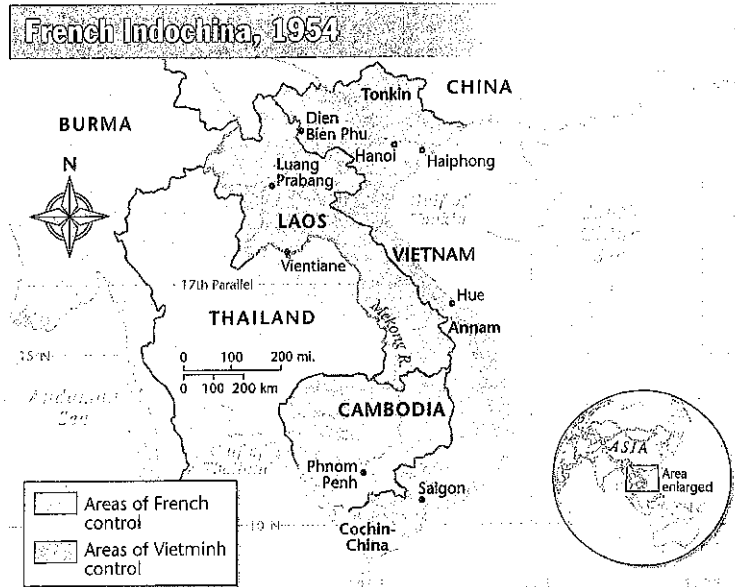 French Indochina, 1954
CHINA
Tonkin
BURMA
Dien
Bien Phu
Hanoi
Haiphong
N
Luang
Prabang
LAOS
VIETNAM
Vientiane
17th Parallel
Hue
THAILAND
Mekong R.
Annam
0 100 200 mi.
0 100 200 km
15 N
CAMBODIA
ASIA
Area
enlarged
Phnom
Penh
Saigon
Areas of French
control
Areas of Vietminh
control
10 N
Cochin-
China